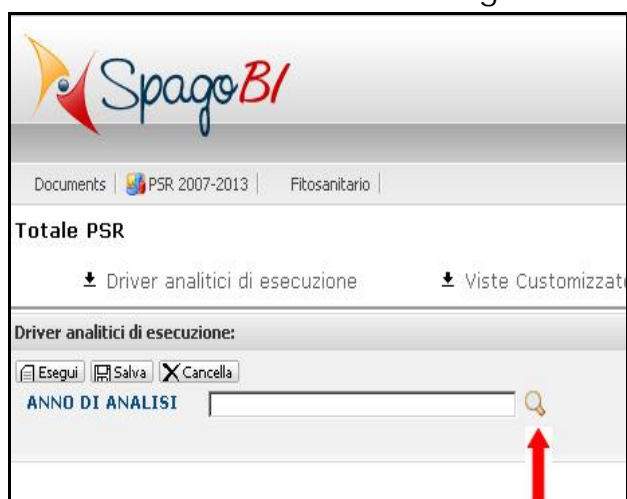 SpagoBI
Documents | PSR 2007-2013 | Fitosanitario |
Totale PSR
Driver analitici di esecuzione Viste Customizzate
Driver analitici di esecuzione:
Esegui Salva Cancella
ANNO DI ANALISI